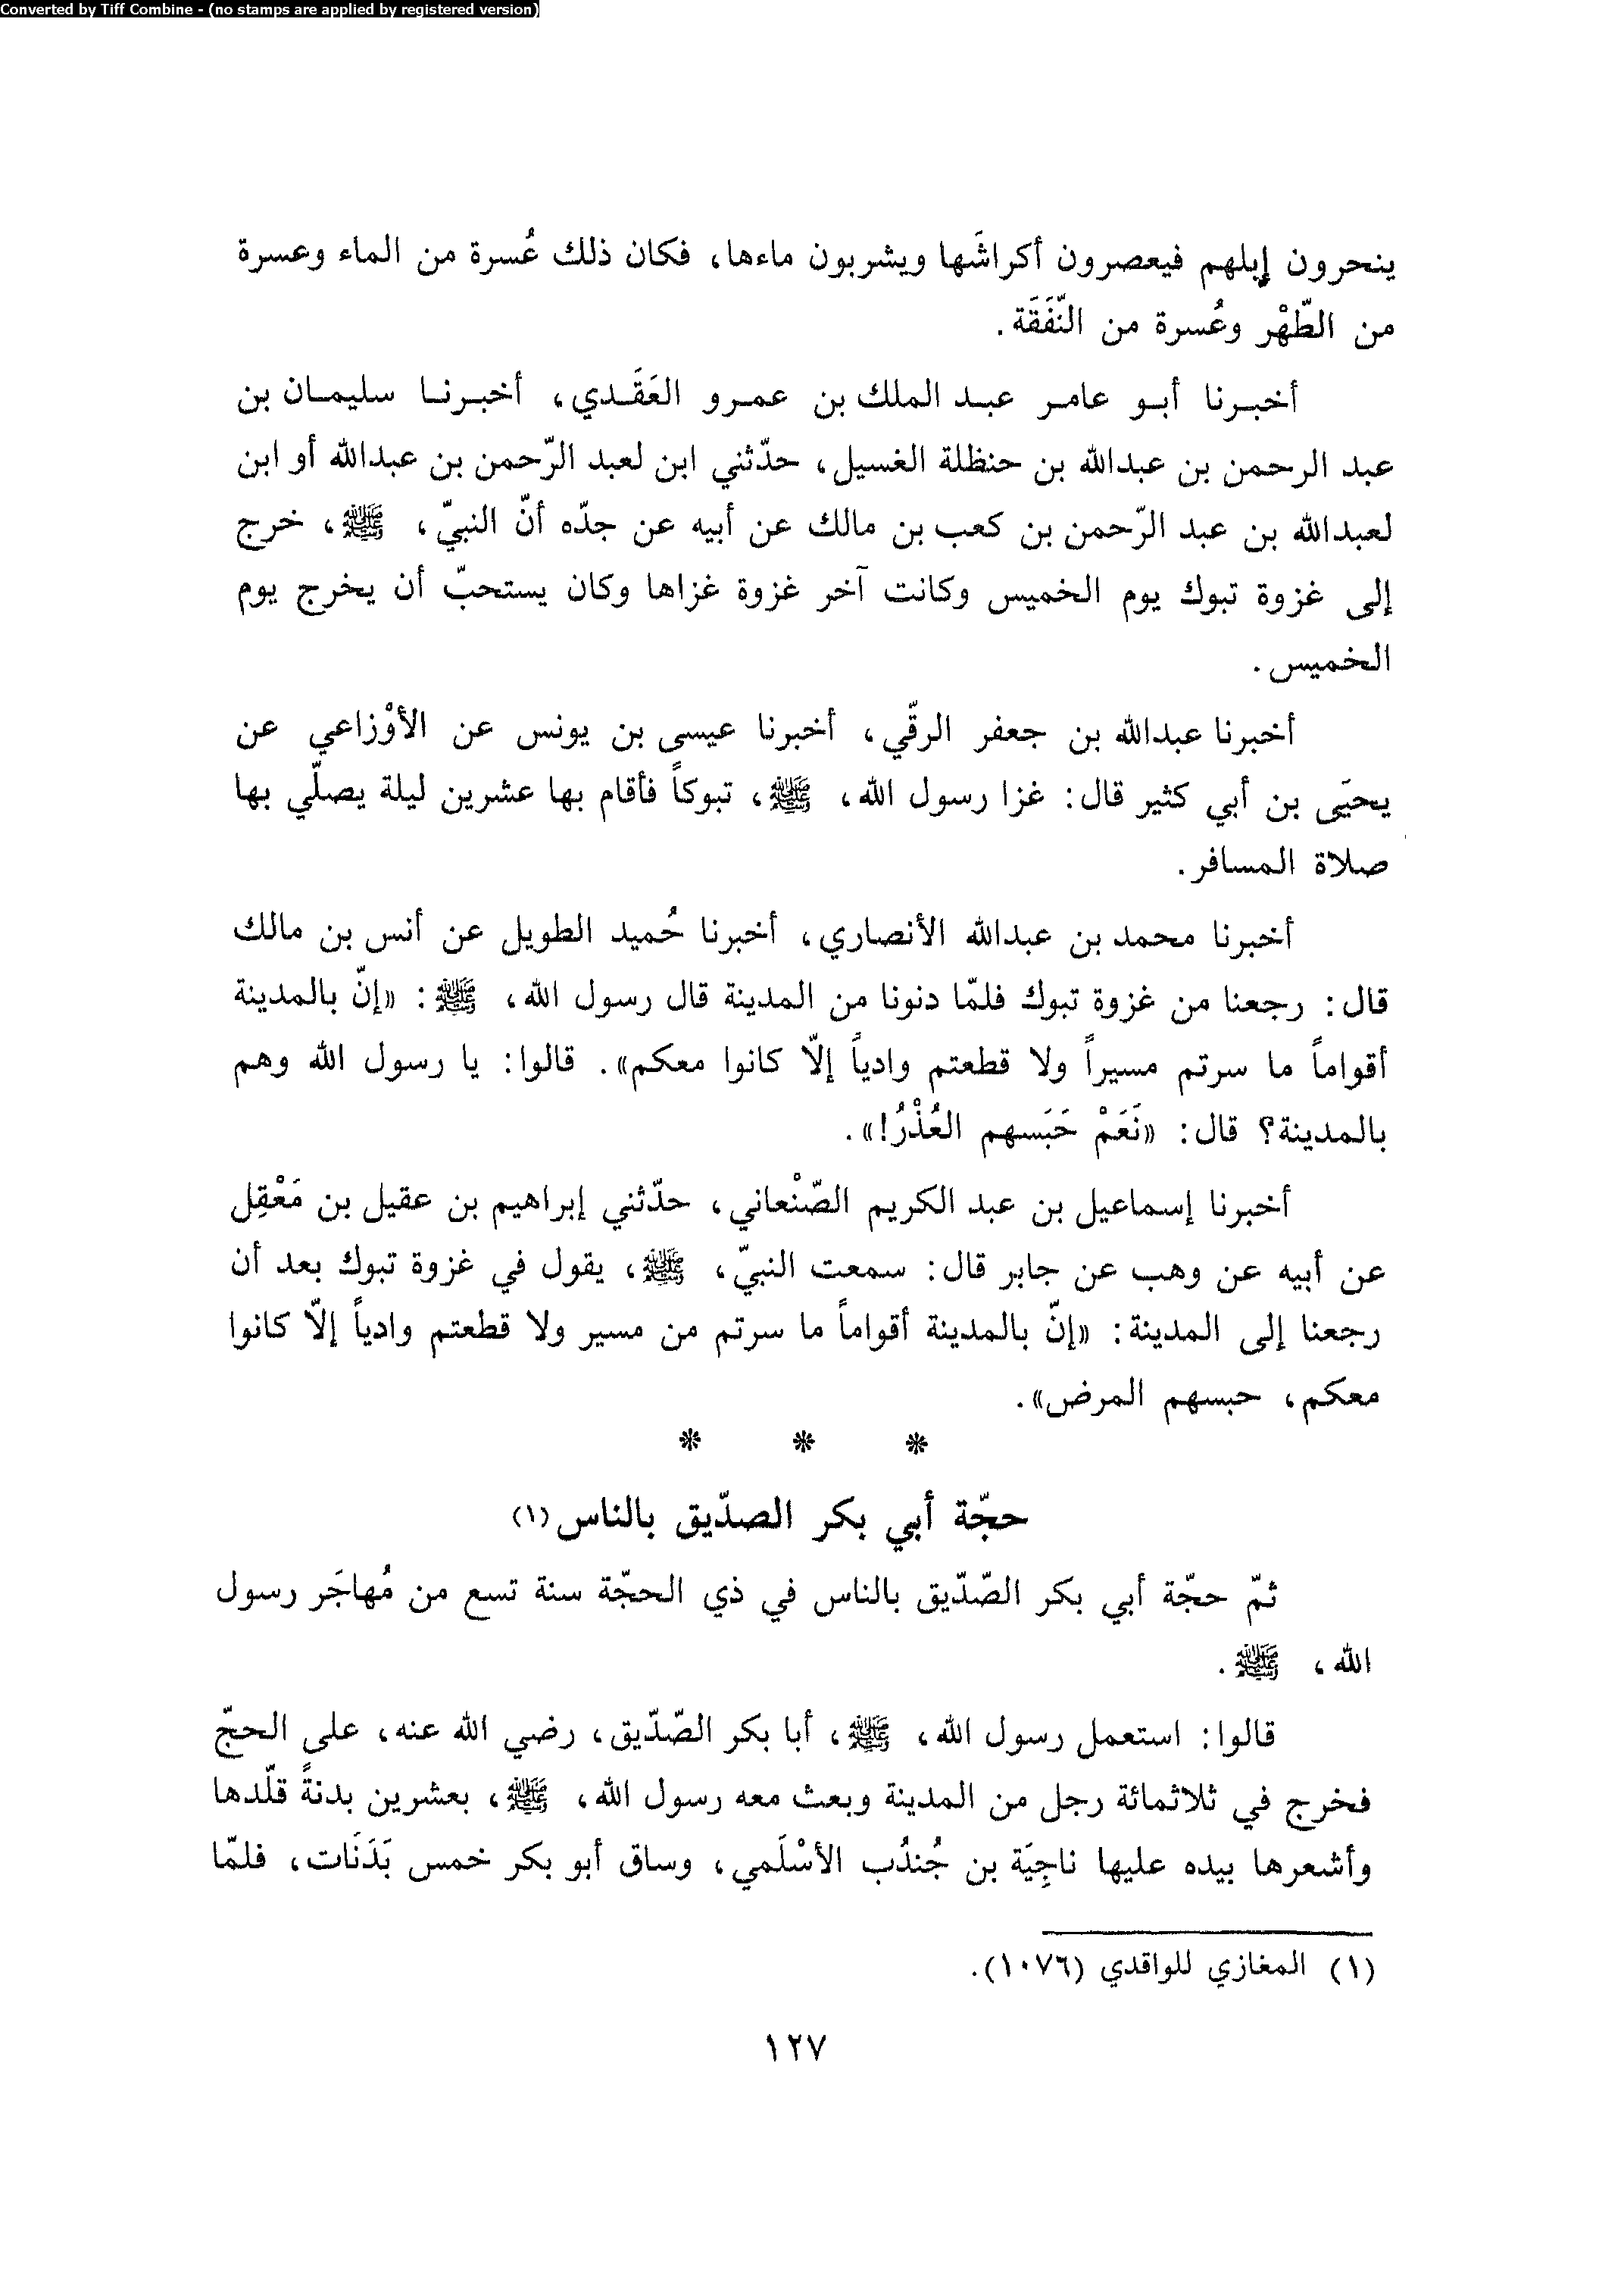 Converted by Tiff Combine - (no stamps are applied by registered version)
ينحرون إبلهم فيعصرون أكراشَها ويشربون ماءها، فكان ذلك عُسرة من الماء وعسرة
من الظّهْر وعُسرة من النّفَقَة.
أخبرنا أبو عامر عبد الملك بن عمرو العَقَدي، أخبرنا سليمان بن
عبد الرحمن بن عبدالله بن حنظلة الغسيل، حدّثني ابن لعبد الرّحمن بن عبدالله أو ابن
لعبدالله بن عبد الرّحمن بن كعب بن مالك عن أبيه عن جدّه أنّ النبيّ، ﷺ، خرج
إلى غزوة تبوك يوم الخميس وكانت آخر غزوة غزاها وكان يستحبّ أن يخرج يوم
الخميس.
أخبرنا عبدالله بن جعفر الرقّي، أخبرنا عيسى بن يونس عن الأوْزاعي عن
يحيَى بن أبي كثير قال: غزا رسول الله، ﷺ، تبوكاً فأقام بها عشرين ليلة يصلّي بها
صلاة المسافر.
أخبرنا محمد بن عبدالله الأنصاري، أخبرنا حُميد الطويل عن أنس بن مالك
قال: رجعنا من غزوة تبوك فلمّا دنونا من المدينة قال رسول الله، ﷺ: «إنّ بالمدينة
أقواماً ما سرتم مسيراً ولا قطعتم وادياً إلّا كانوا معكم». قالوا: يا رسول الله وهم
بالمدينة؟ قال: «نَعَمْ حَبَسهم العُذْرُ!».
أخبرنا إسماعيل بن عبد الكريم الصّنْعاني، حدّثني إبراهيم بن عقيل بن مَعْقِل
عن أبيه عن وهب عن جابر قال: سمعت النبيّ، ﷺ، يقول في غزوة تبوك بعد أن
رجعنا إلى المدينة: «إنّ بالمدينة أقواماً ما سرتم من مسير ولا قطعتم وادياً إلّا كانوا
معكم، حبسهم المرض».
* * *
حجّة أبي بكر الصدّيق بالناس (١)
ثمّ حجّة أبي بكر الصّدّيق بالناس في ذي الحجّة سنة تسع من مُهاجَر رسول
الله، ﷺ.
قالوا: استعمل رسول الله، ﷺ، أبا بكر الصّدّيق، رضي الله عنه، على الحجّ
فخرج في ثلاثمائة رجل من المدينة وبعث معه رسول الله، ﷺ، بعشرين بدنةً قلّدها
وأشعرها بيده عليها ناجِيَة بن جُندُب الأسْلَمي، وساق أبو بكر خمس بَدَنَات، فلمّا
(١) المغازي للواقدي (١٠٧٦).
١٢٧